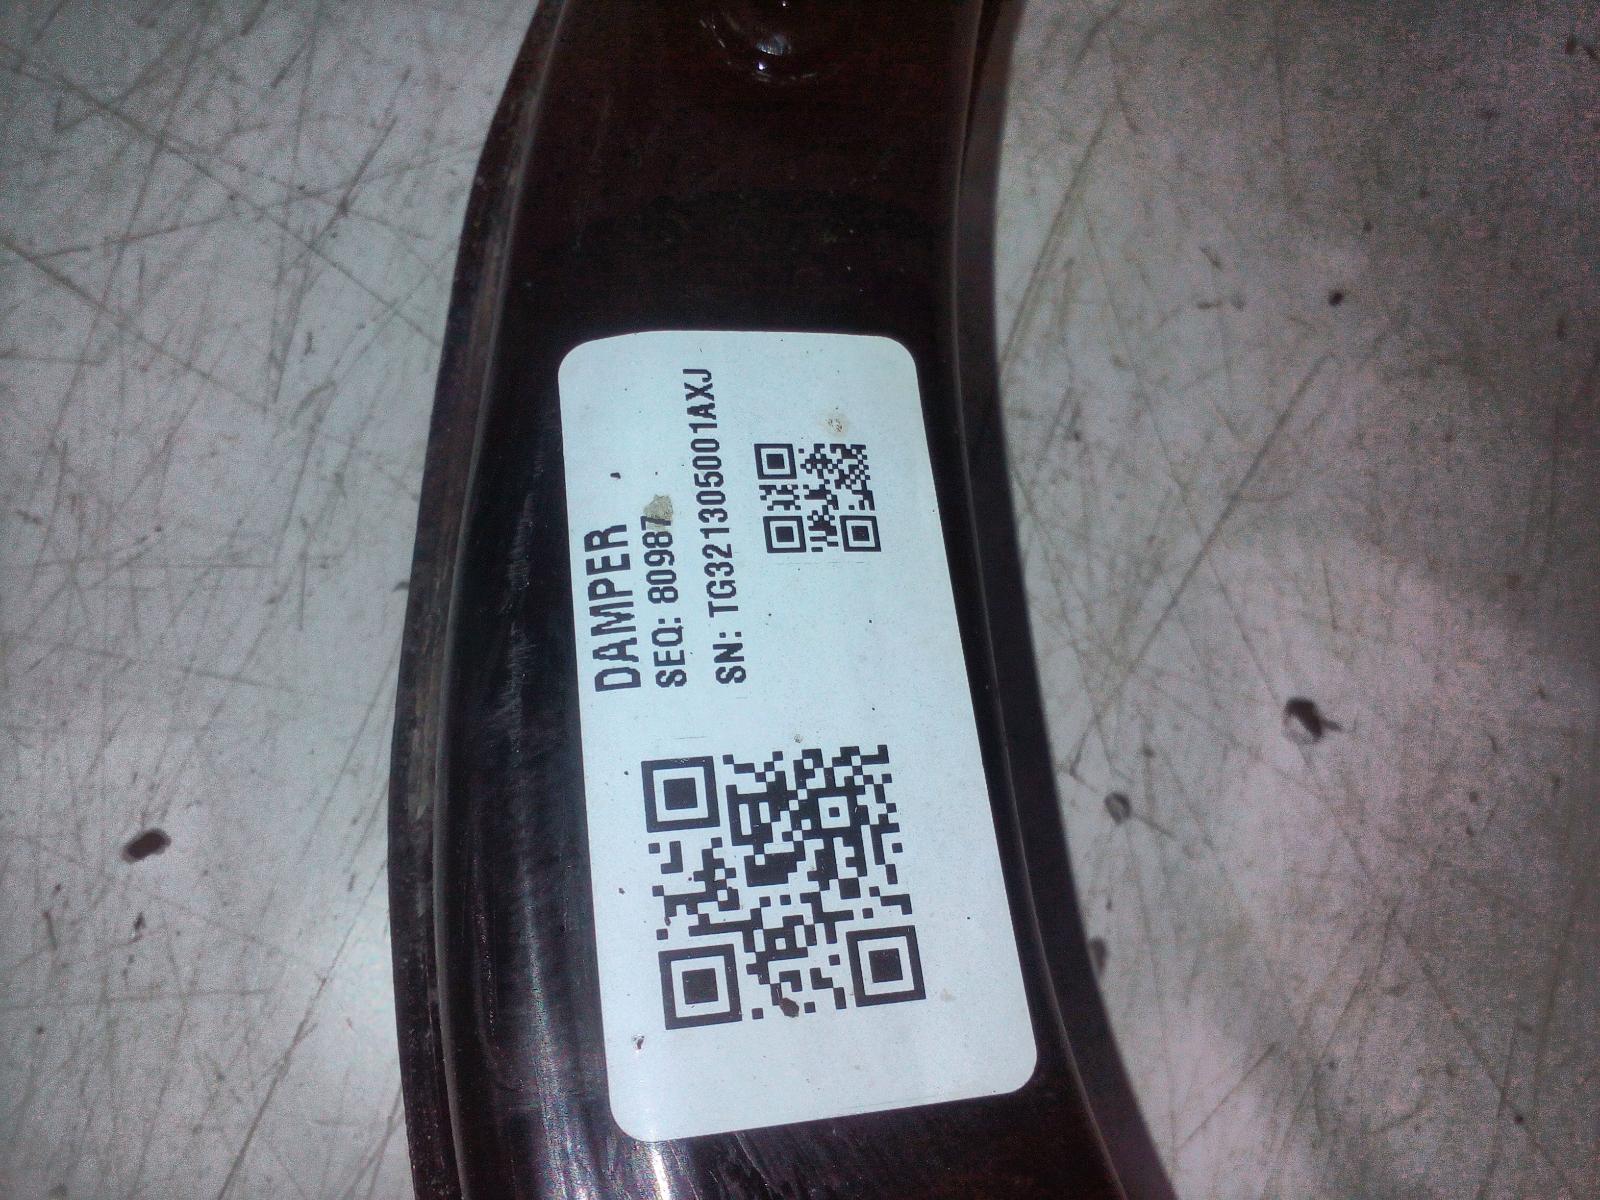 DAMPER
SEQ: 80987
SN: TG321305001AXJ